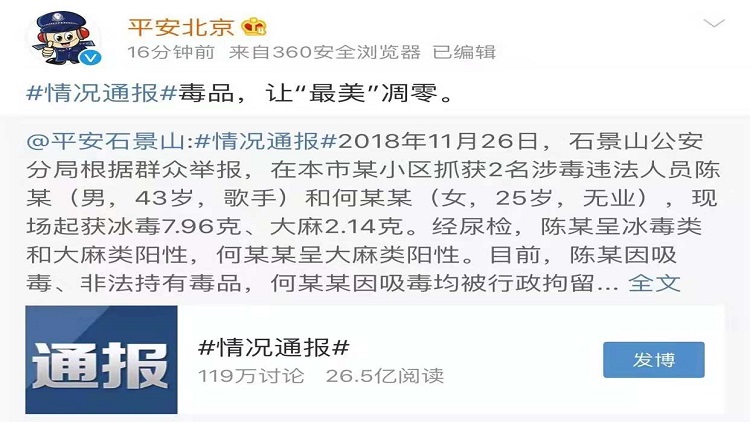 平安北京
16分钟前 来自360安全浏览器 已编辑
#情况通报#毒品，让“最美”凋零。
@平安石景山:#情况通报#2018年11月26日，石景山公安
分局根据群众举报，在本市某小区抓获2名涉毒违法人员陈
某（男，43岁，歌手）和何某某（女，25岁，无业），现
场起获冰毒7.96克、大麻2.14克。经尿检，陈某呈冰毒类
和大麻类阳性，何某某呈大麻类阳性。目前，陈某因吸
毒、非法持有毒品，何某某因吸毒均被行政拘留... 全文
通报
#情况通报#
119万讨论 26.5亿阅读
发博